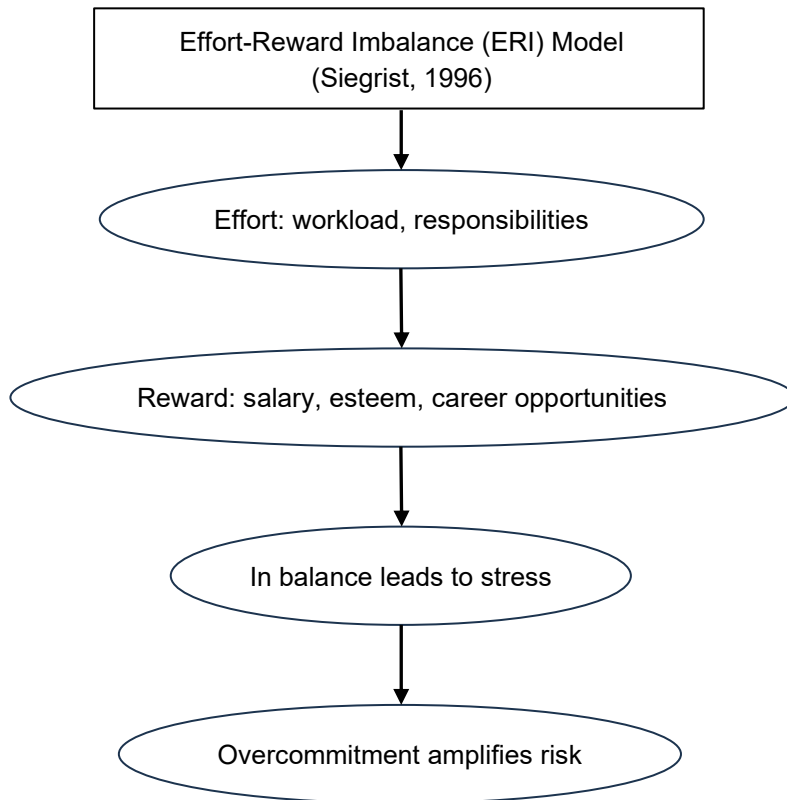 Effort-Reward Imbalance (ERI) Model
(Siegrist, 1996)
Effort: workload, responsibilities
Reward: salary, esteem, career opportunities
In balance leads to stress
Overcommitment amplifies risk